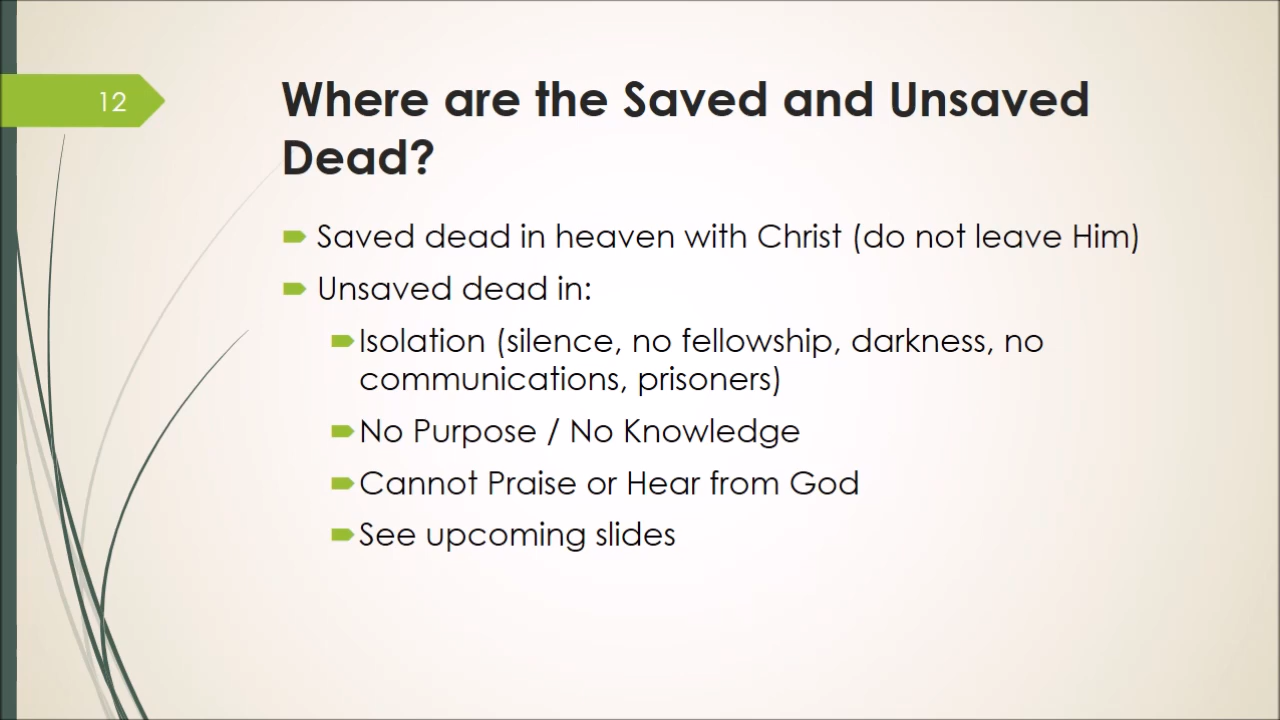 12
Where are the Saved and Unsaved
Dead?
Saved dead in heaven with Christ (do not leave Him)
Unsaved dead in:
Isolation (silence, no fellowship, darkness, no
communications, prisoners)
No Purpose / No Knowledge
Cannot Praise or Hear from God
See upcoming slides